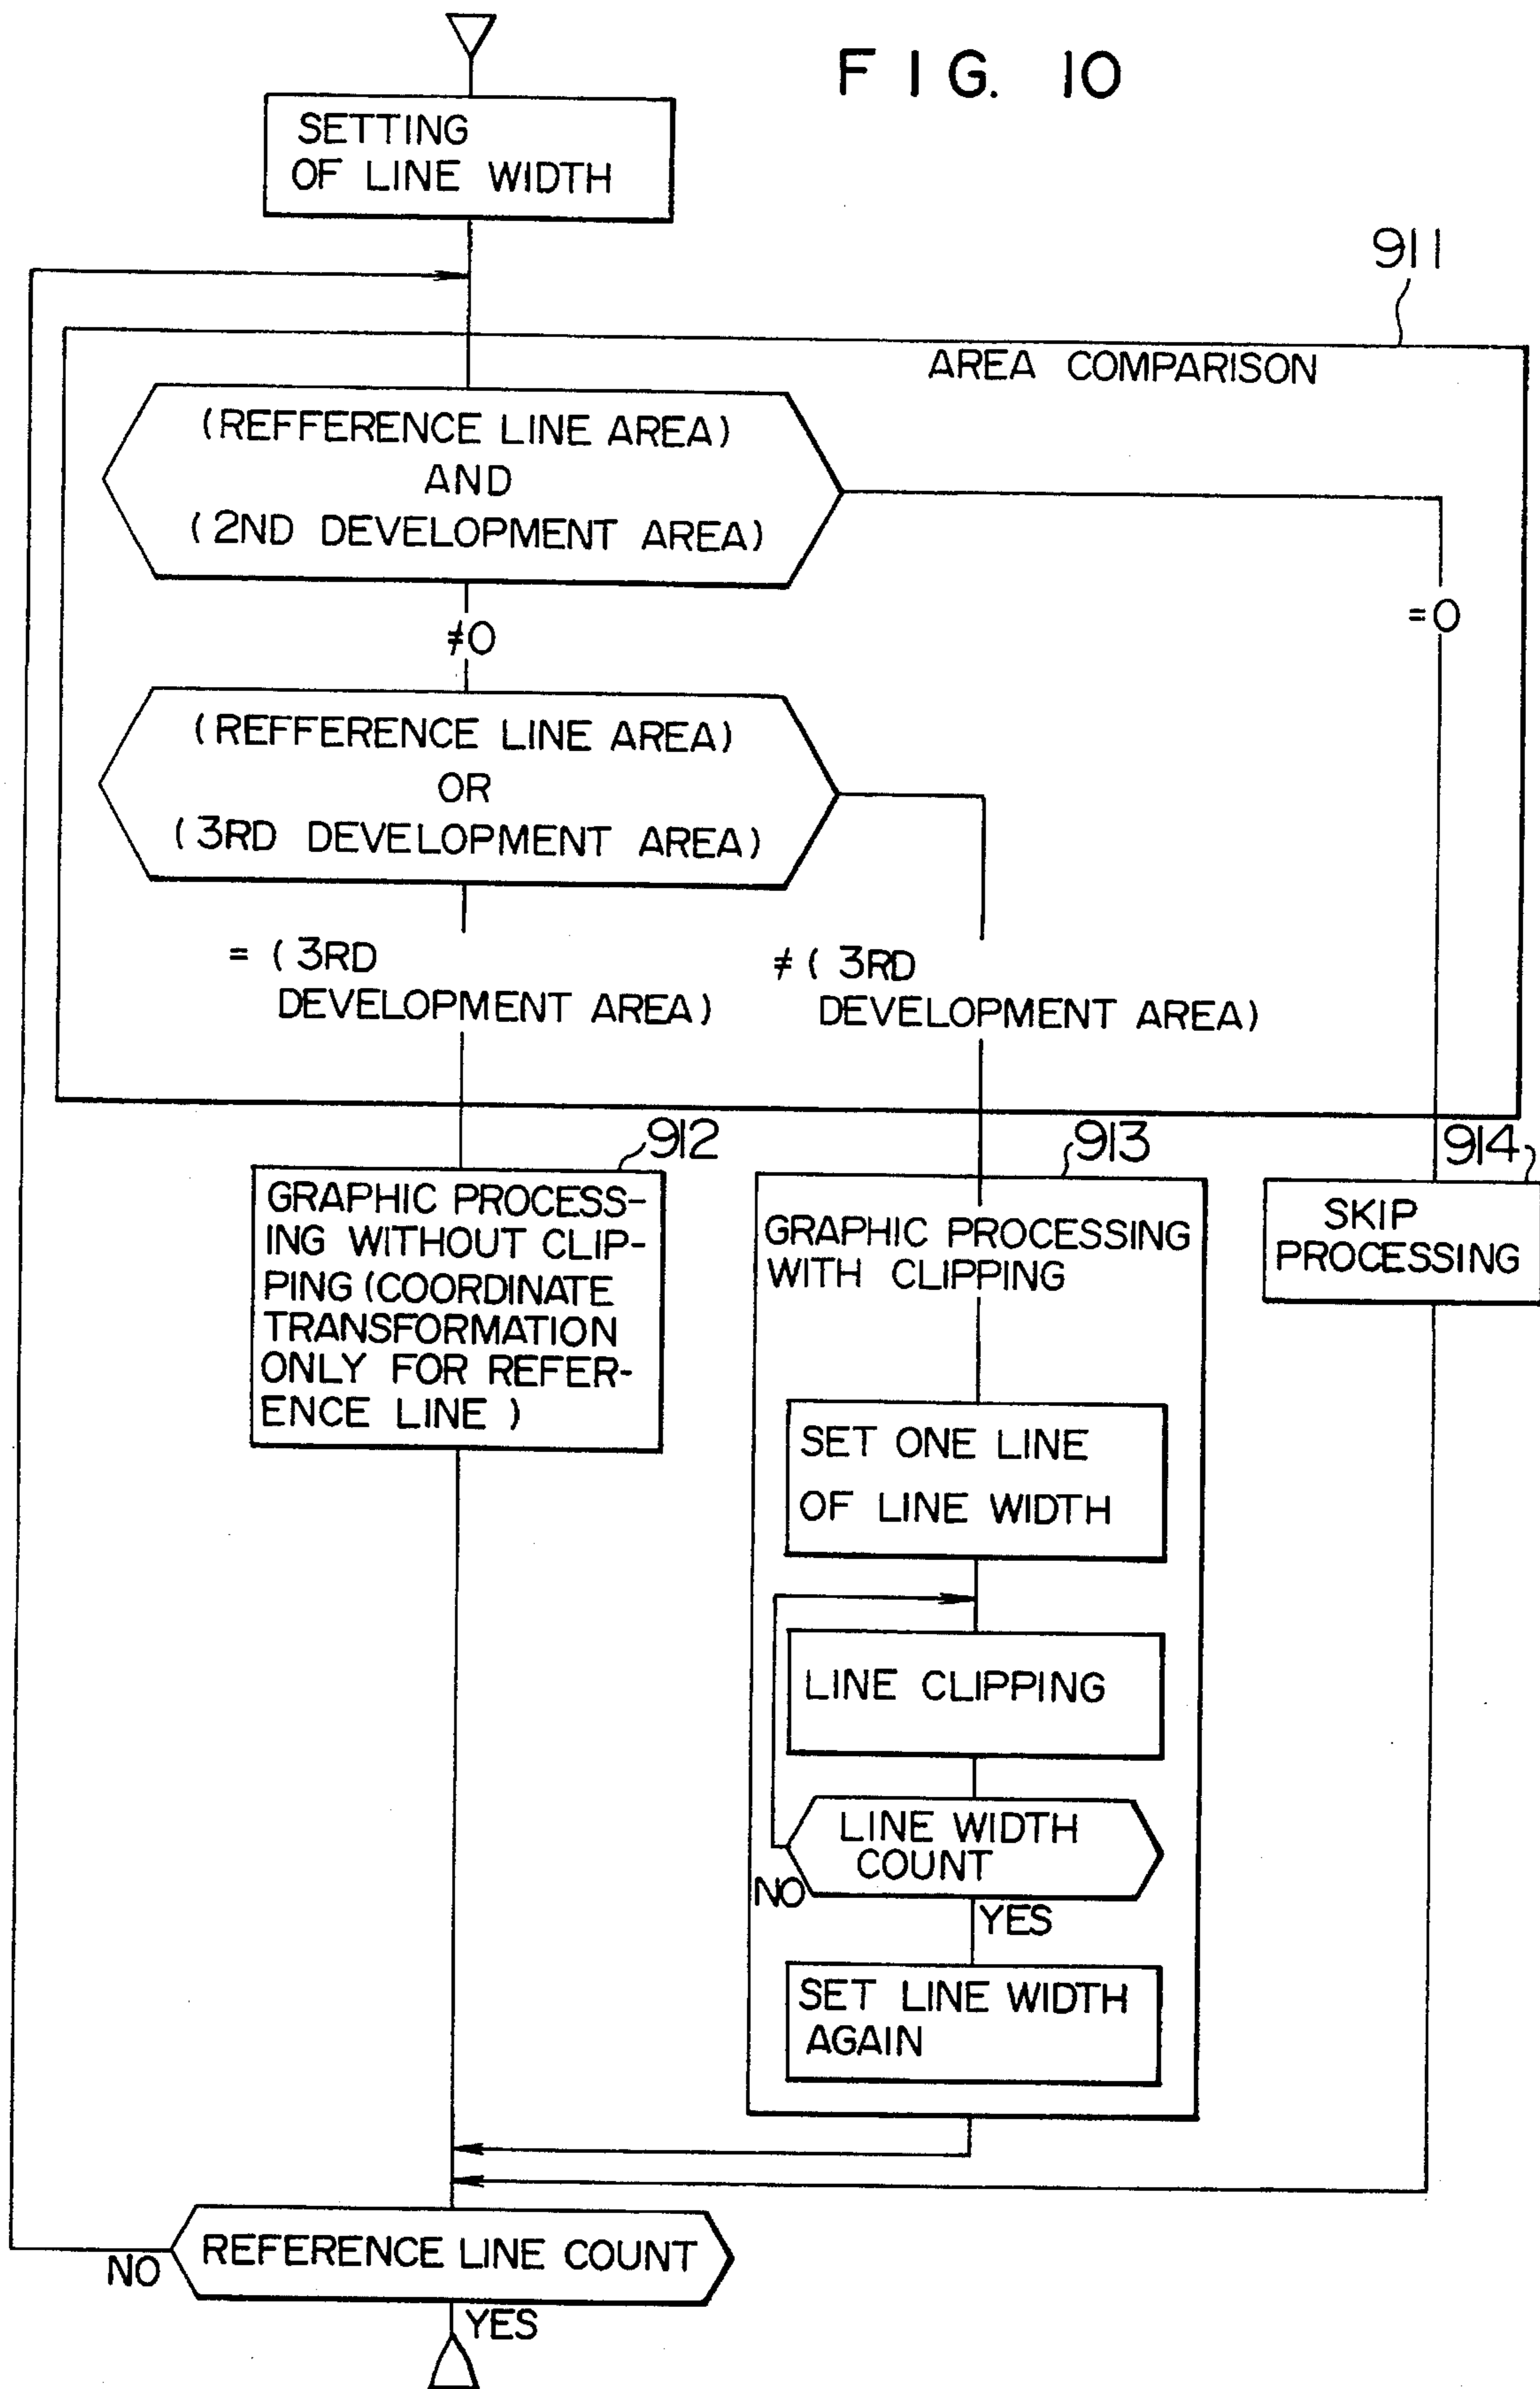 FIG. 10
SETTING
OF LINE WIDTH
911
AREA COMPARISON
(REFFERENCE LINE AREA)
AND
(2ND DEVELOPMENT AREA)
=0
≠0
(REFFERENCE LINE AREA)
OR
(3RD DEVELOPMENT AREA)
= (3RD
DEVELOPMENT AREA)
≠ (3RD
DEVELOPMENT AREA)
912
GRAPHIC PROCESS-
ING WITHOUT CLIP-
PING (COORDINATE
TRANSFORMATION
ONLY FOR REFER-
ENCE LINE)
913
GRAPHIC PROCESSING
WITH CLIPPING
SET ONE LINE
OF LINE WIDTH
LINE CLIPPING
LINE WIDTH
COUNT
NO
YES
SET LINE WIDTH
AGAIN
914
SKIP
PROCESSING
REFERENCE LINE COUNT
NO
YES